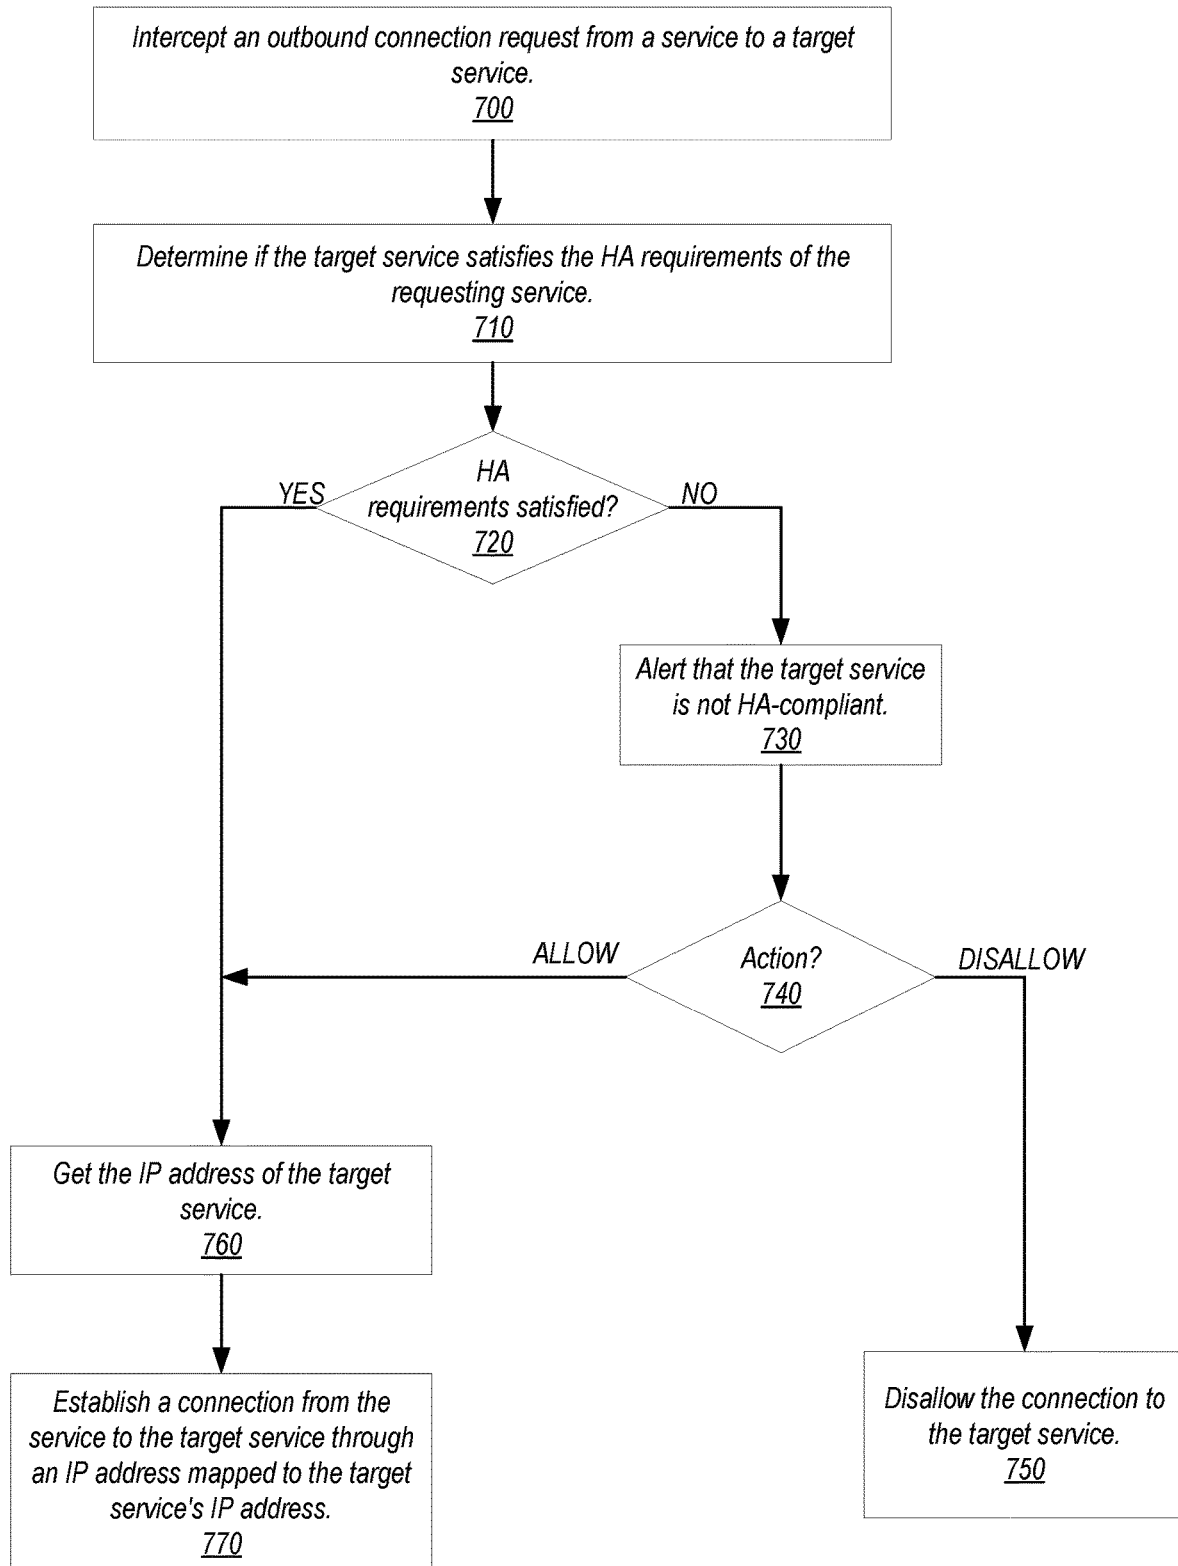 Intercept an outbound connection request from a service to a target
service.
700
Determine if the target service satisfies the HA requirements of the
requesting service.
710
HA
requirements satisfied?
720
YES
NO
Alert that the target service
is not HA-compliant.
730
Action?
740
ALLOW
DISALLOW
Get the IP address of the target
service.
760
Establish a connection from the
service to the target service through
an IP address mapped to the target
service's IP address.
770
Disallow the connection to
the target service.
750